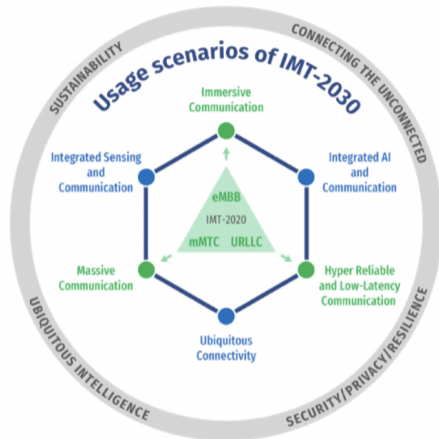 SUSTAINABILITY
CONNECTING THE UNCONNECTED
Usage scenarios of IMT-2030
Immersive
Communication
Integrated Sensing
and
Communication
Integrated AI
and
Communication
eMBB
IMT-2020
mMTC URLLC
Massive
Communication
Hyper Reliable
and Low-Latency
Communication
Ubiquitous
Connectivity
UBIQUITOUS INTELLIGENCE
SECURITY/PRIVACY/RESILIENCE